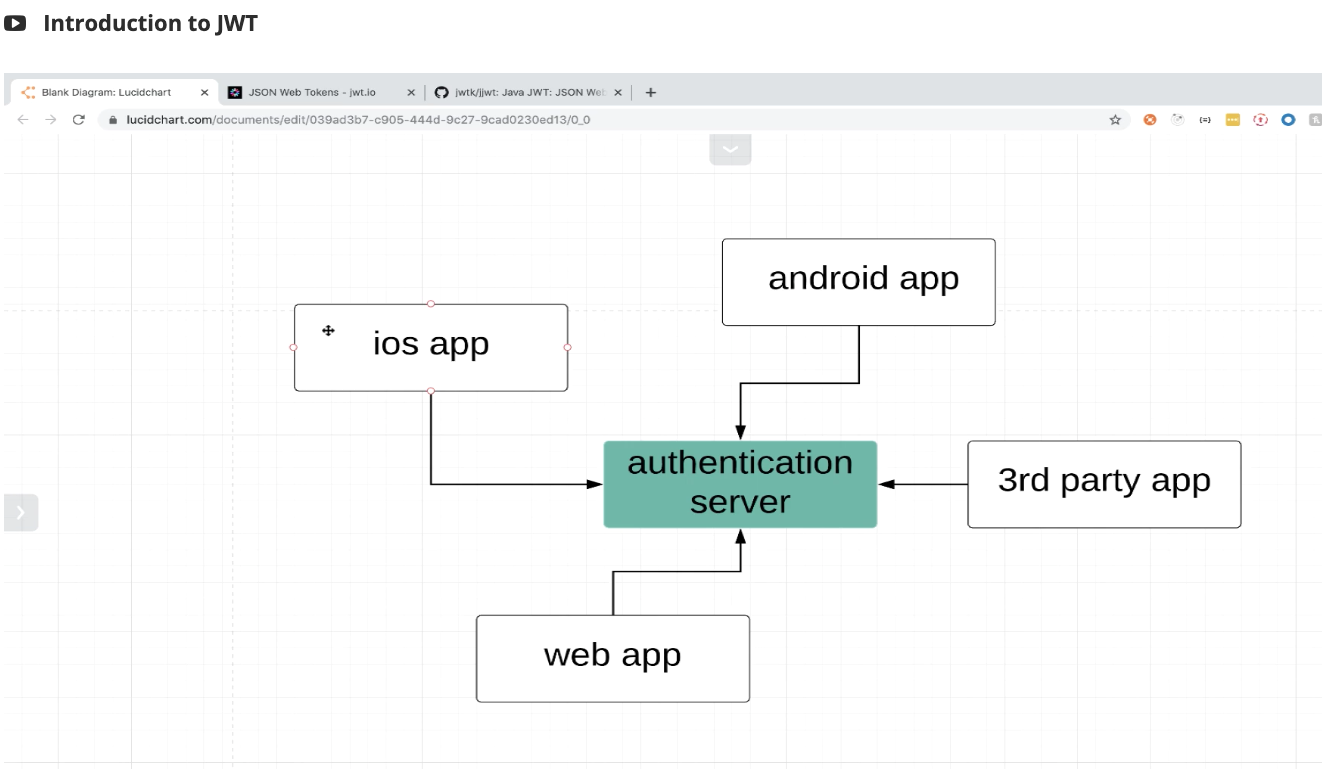 Introduction to JWT
Blank Diagram: Lucidchart
JSON Web Tokens - jwt.io
jwtk/jjwt: Java JWT: JSON We
lucidchart.com/documents/edit/039ad3b7-c905-444d-9c27-9cad0230ed13/0_0
android app
ios app
authentication
server
3rd party app
web app